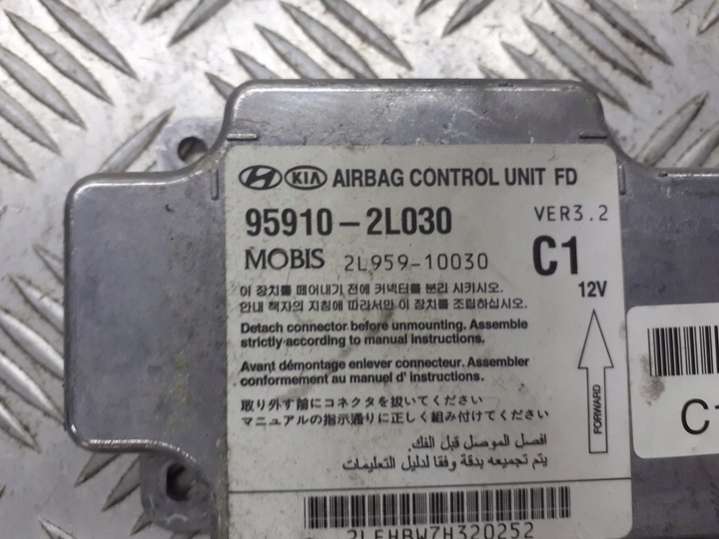 HYUNDAI KIA AIRBAG CONTROL UNIT FD
95910-2L030 VER3.2
MOBIS 2L959-10030 C1
12V
이 장치를 떼어내기 전에 커넥터를 분리 시키시오.
안내 책자의 지침에 따라서만 이 장치를 조립하십시오.
Detach connector before unmounting. Assemble
strictly according to manual instructions.
Avant démontage enlever connecteur. Assembler
conformement au manuel d' instructions.
FORWARD
取り外す前にコネクタを抜いてください
マニュアルの指示通りに正しく組み付けてください
افصل الموصل قبل الفك.
يتم تجميعه بدقة وفقا لدليل التعليمات
2LFHBW7H320252